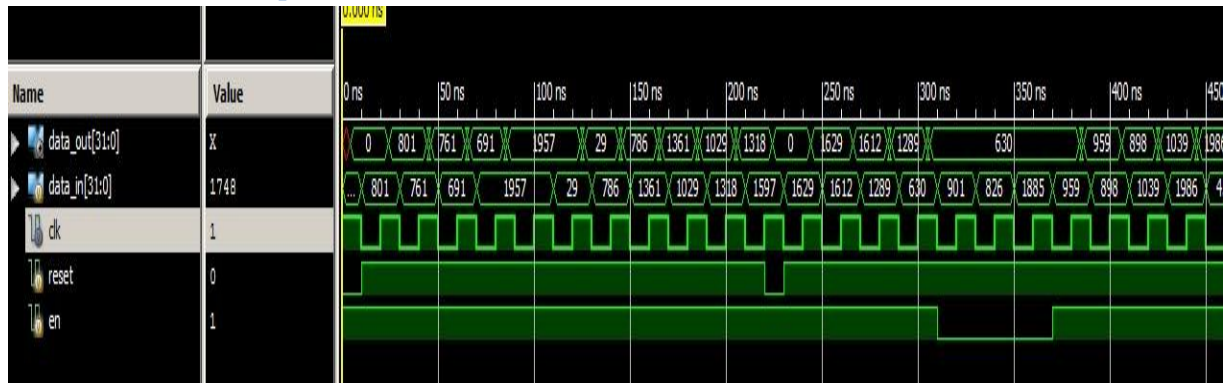 0.000 ns
Name Value 0 ns 50 ns 100 ns 150 ns 200 ns 250 ns 300 ns 350 ns 400 ns 450
data_out[31:0] X 0 801 761 691 1957 29 786 1361 1029 1318 0 1629 1612 1289 630 959 898 1039 1986
data_in[31:0] 1748 ... 801 761 691 1957 29 786 1361 1029 1318 1597 1629 1612 1289 630 901 826 1885 959 898 1039 1986 4
clk 1
reset 0
en 1